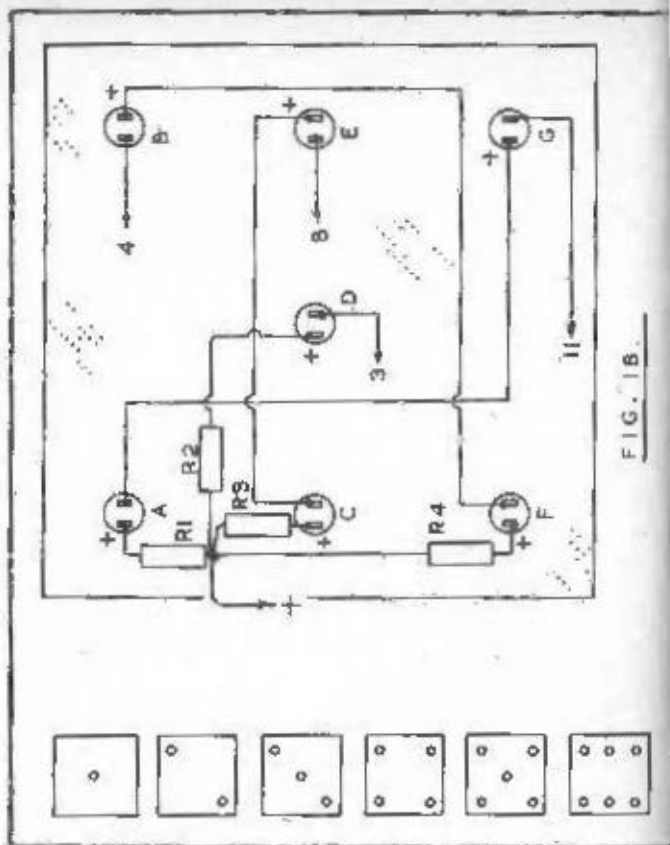 + +
4
A B
R1 R2
R3
+ +
+
8
+
C D E
3
R4
+
+
F G
11
FIG. 1B.